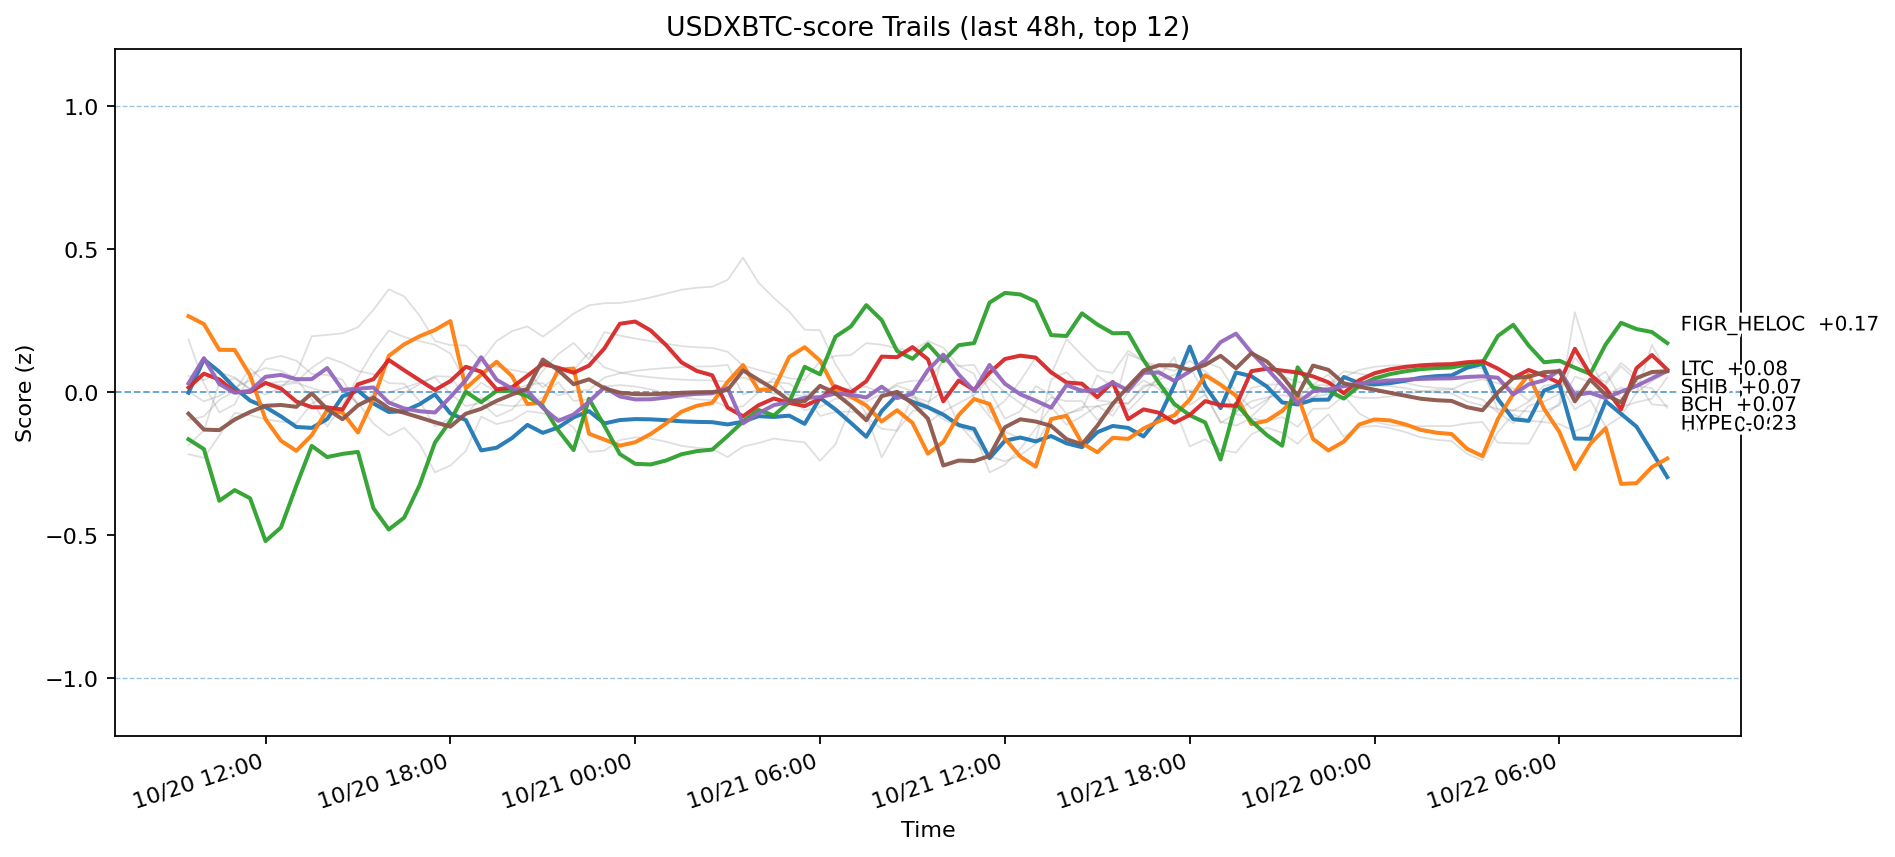 USDXBTC-score Trails (last 48h, top 12)
Score (z)
1.0
0.5
0.0
−0.5
−1.0
FIGR_HELOC +0.17
LTC +0.08
SHIB +0.07
BCH +0.07
HYPE -0.23
10/20 12:00
10/20 18:00
10/21 00:00
10/21 06:00
10/21 12:00
10/21 18:00
10/22 00:00
10/22 06:00
Time